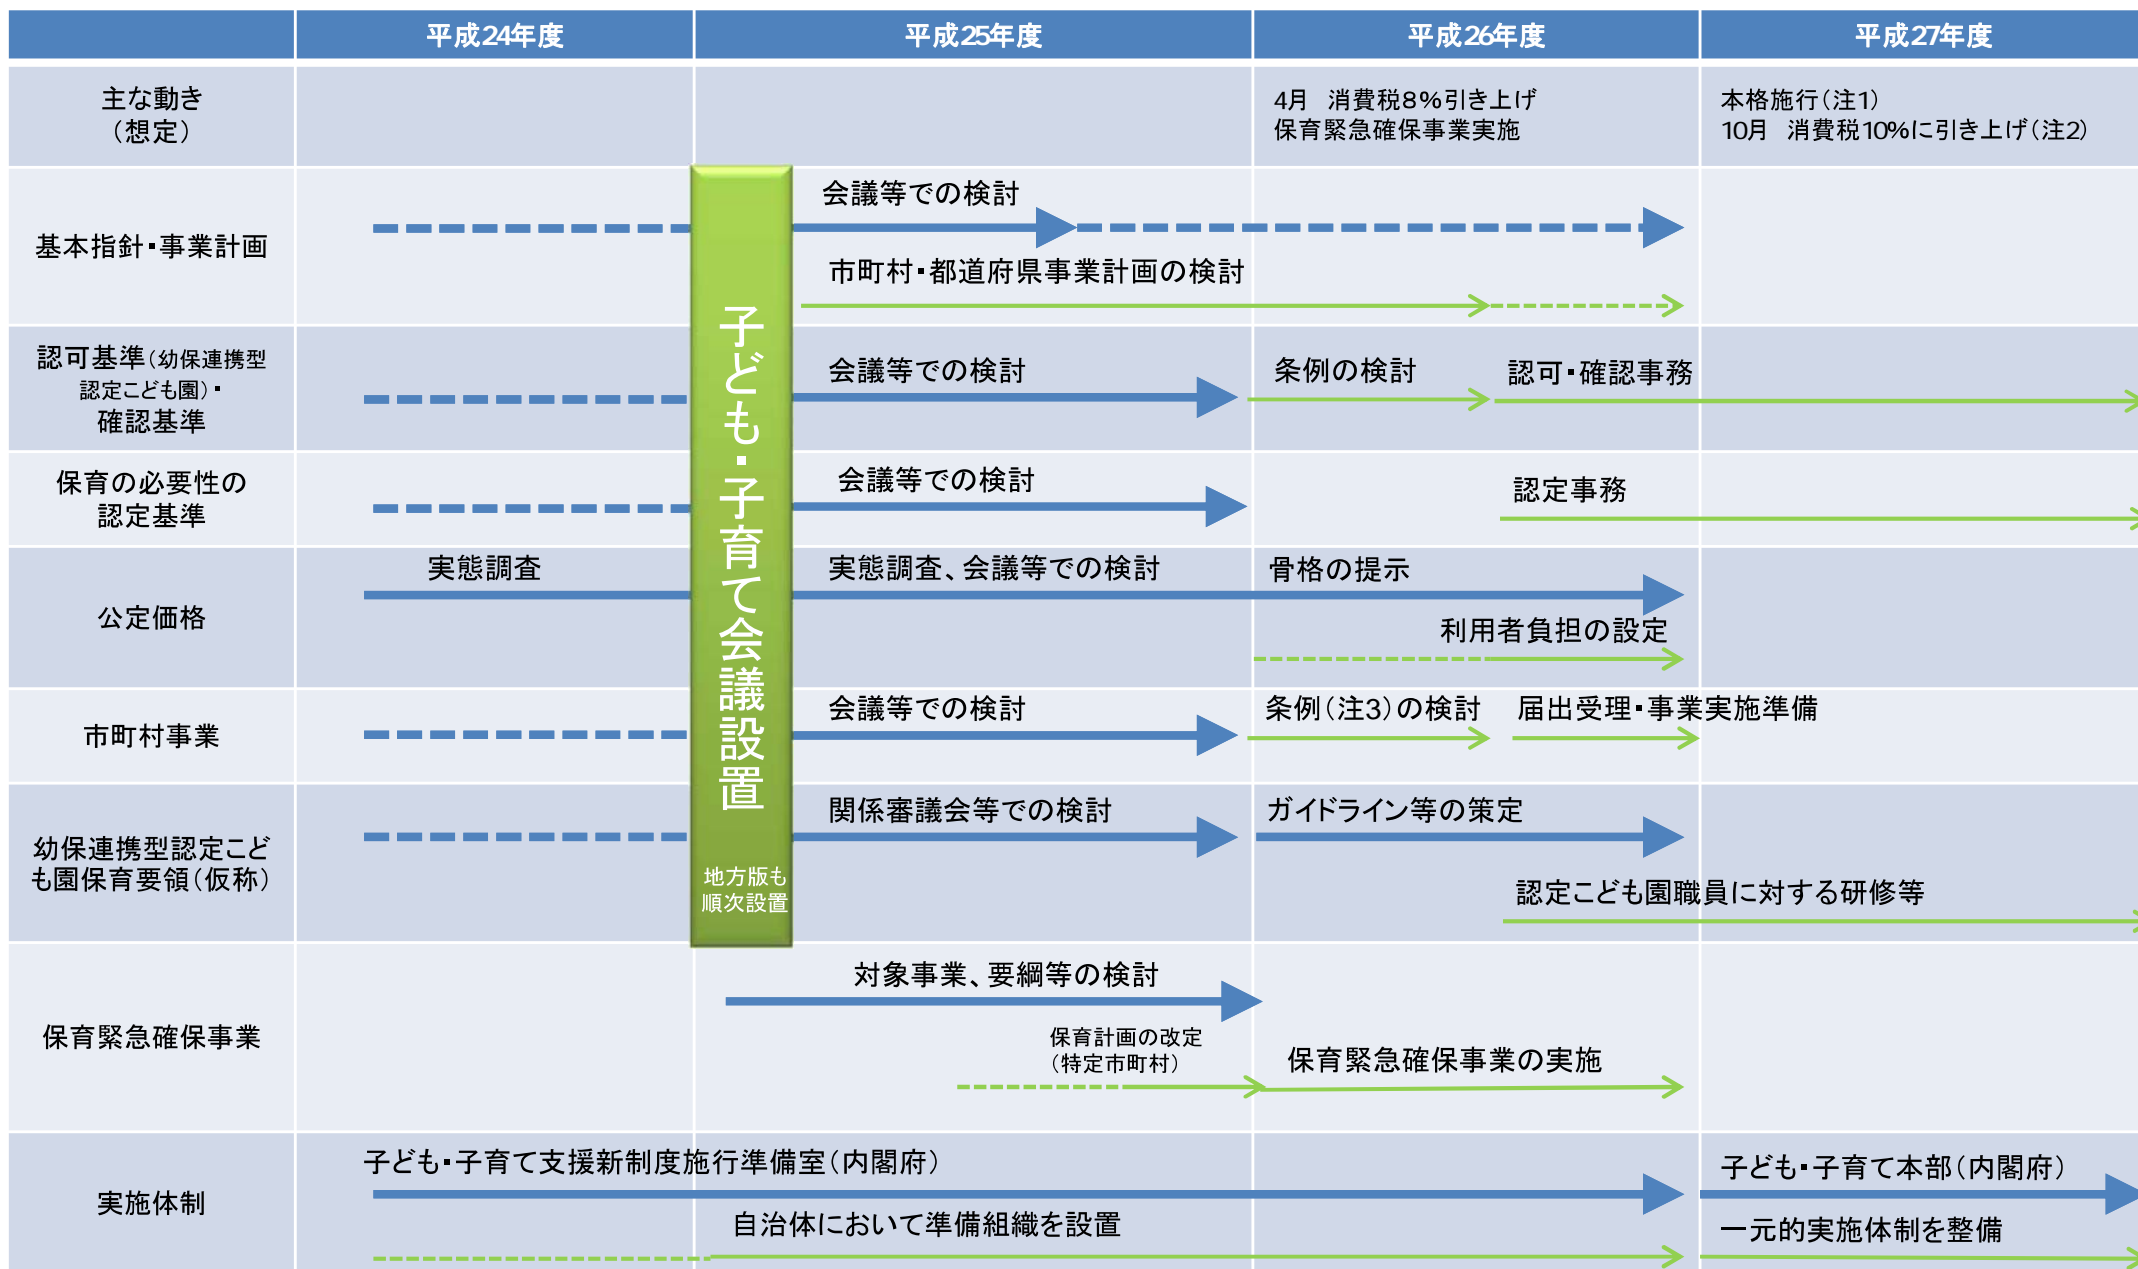 平成24年度
平成25年度
平成26年度
平成27年度
主な動き
（想定）
4月　消費税8％引き上げ
保育緊急確保事業実施
本格施行（注1）
10月　消費税10%に引き上げ（注2）
子ども・子育て会議設置
地方版も
順次設置
基本指針・事業計画
会議等での検討
市町村・都道府県事業計画の検討
認可基準（幼保連携型
認定こども園）・
確認基準
会議等での検討
条例の検討
認可・確認事務
保育の必要性の
認定基準
会議等での検討
認定事務
公定価格
実態調査
実態調査、会議等での検討
骨格の提示
利用者負担の設定
市町村事業
会議等での検討
条例（注3）の検討
届出受理・事業実施準備
幼保連携型認定こど
も園保育要領（仮称）
関係審議会等での検討
ガイドライン等の策定
認定こども園職員に対する研修等
保育緊急確保事業
対象事業、要綱等の検討
保育計画の改定
（特定市町村）
保育緊急確保事業の実施
実施体制
子ども・子育て支援新制度施行準備室（内閣府）
子ども・子育て本部（内閣府）
自治体において準備組織を設置
一元的実施体制を整備